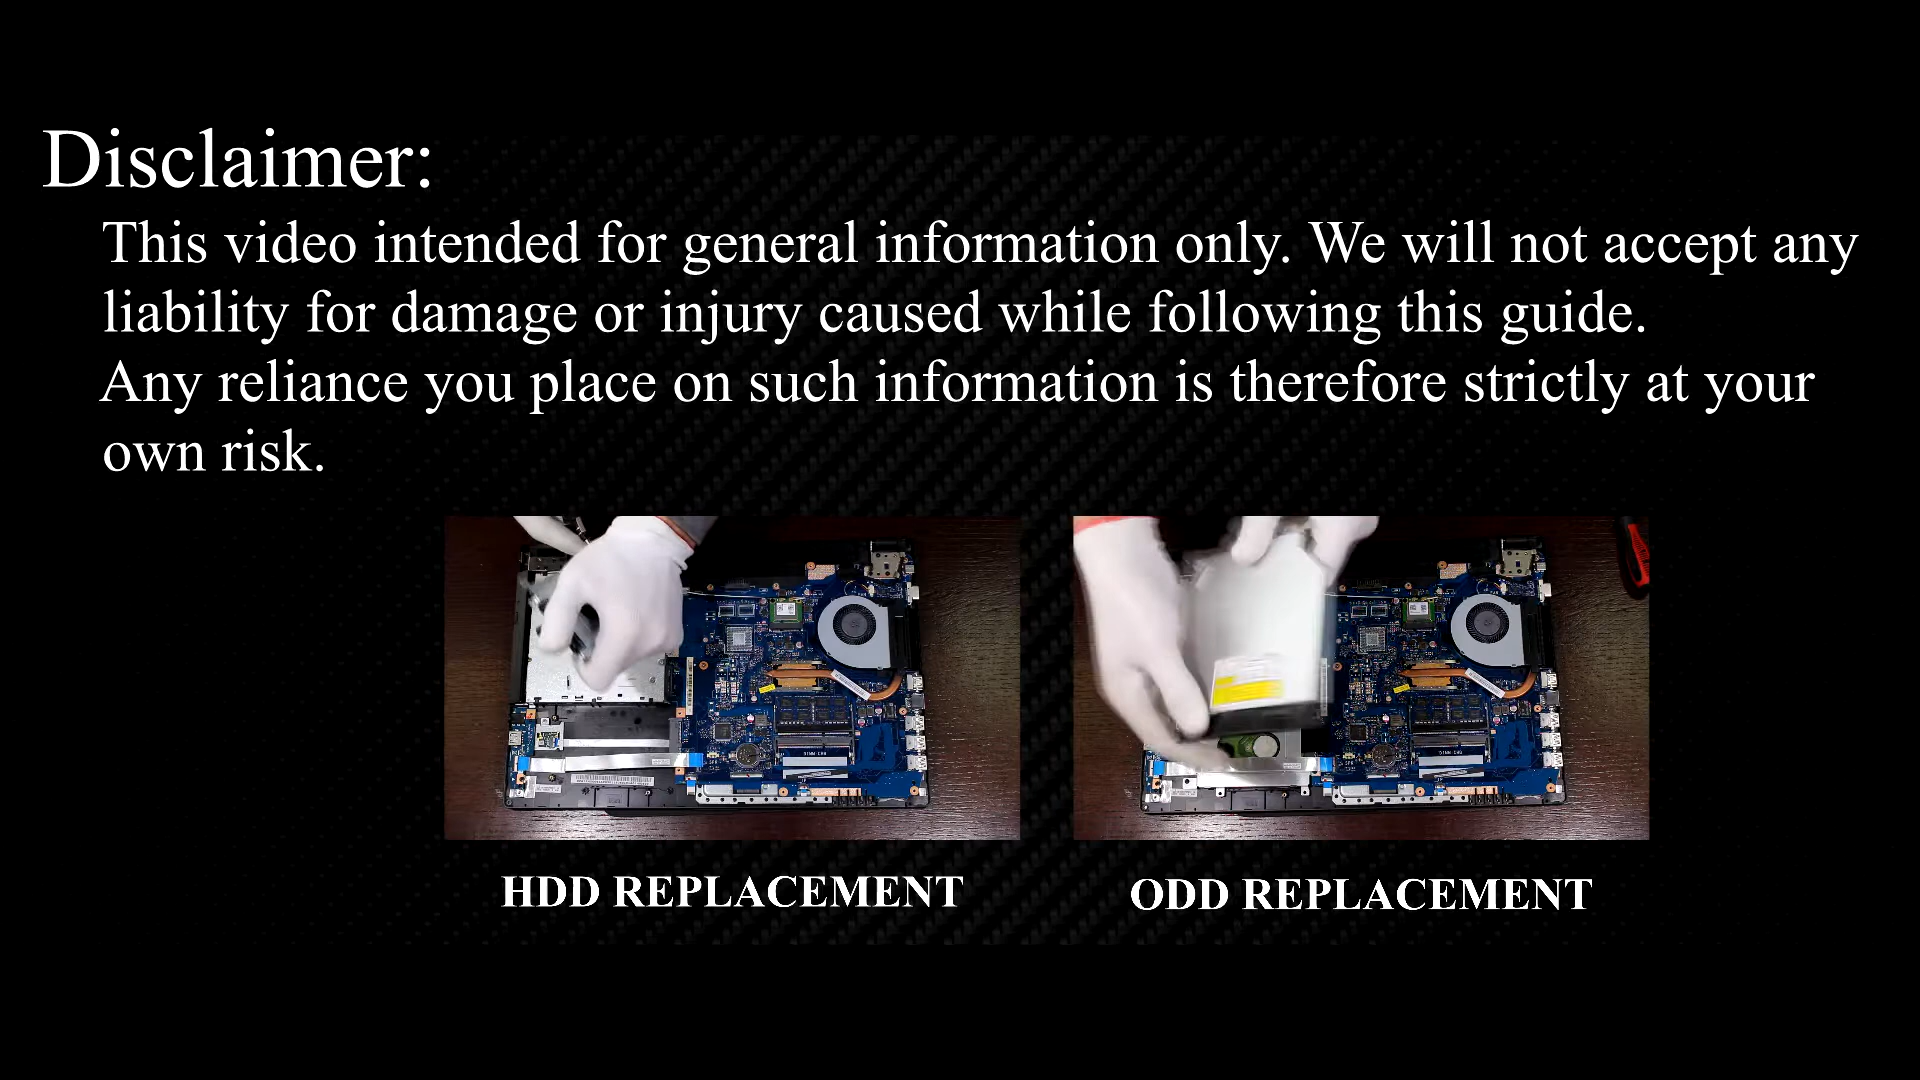 Disclaimer:
This video intended for general information only. We will not accept any
liability for damage or injury caused while following this guide.
Any reliance you place on such information is therefore strictly at your
own risk.
HDD REPLACEMENT
ODD REPLACEMENT